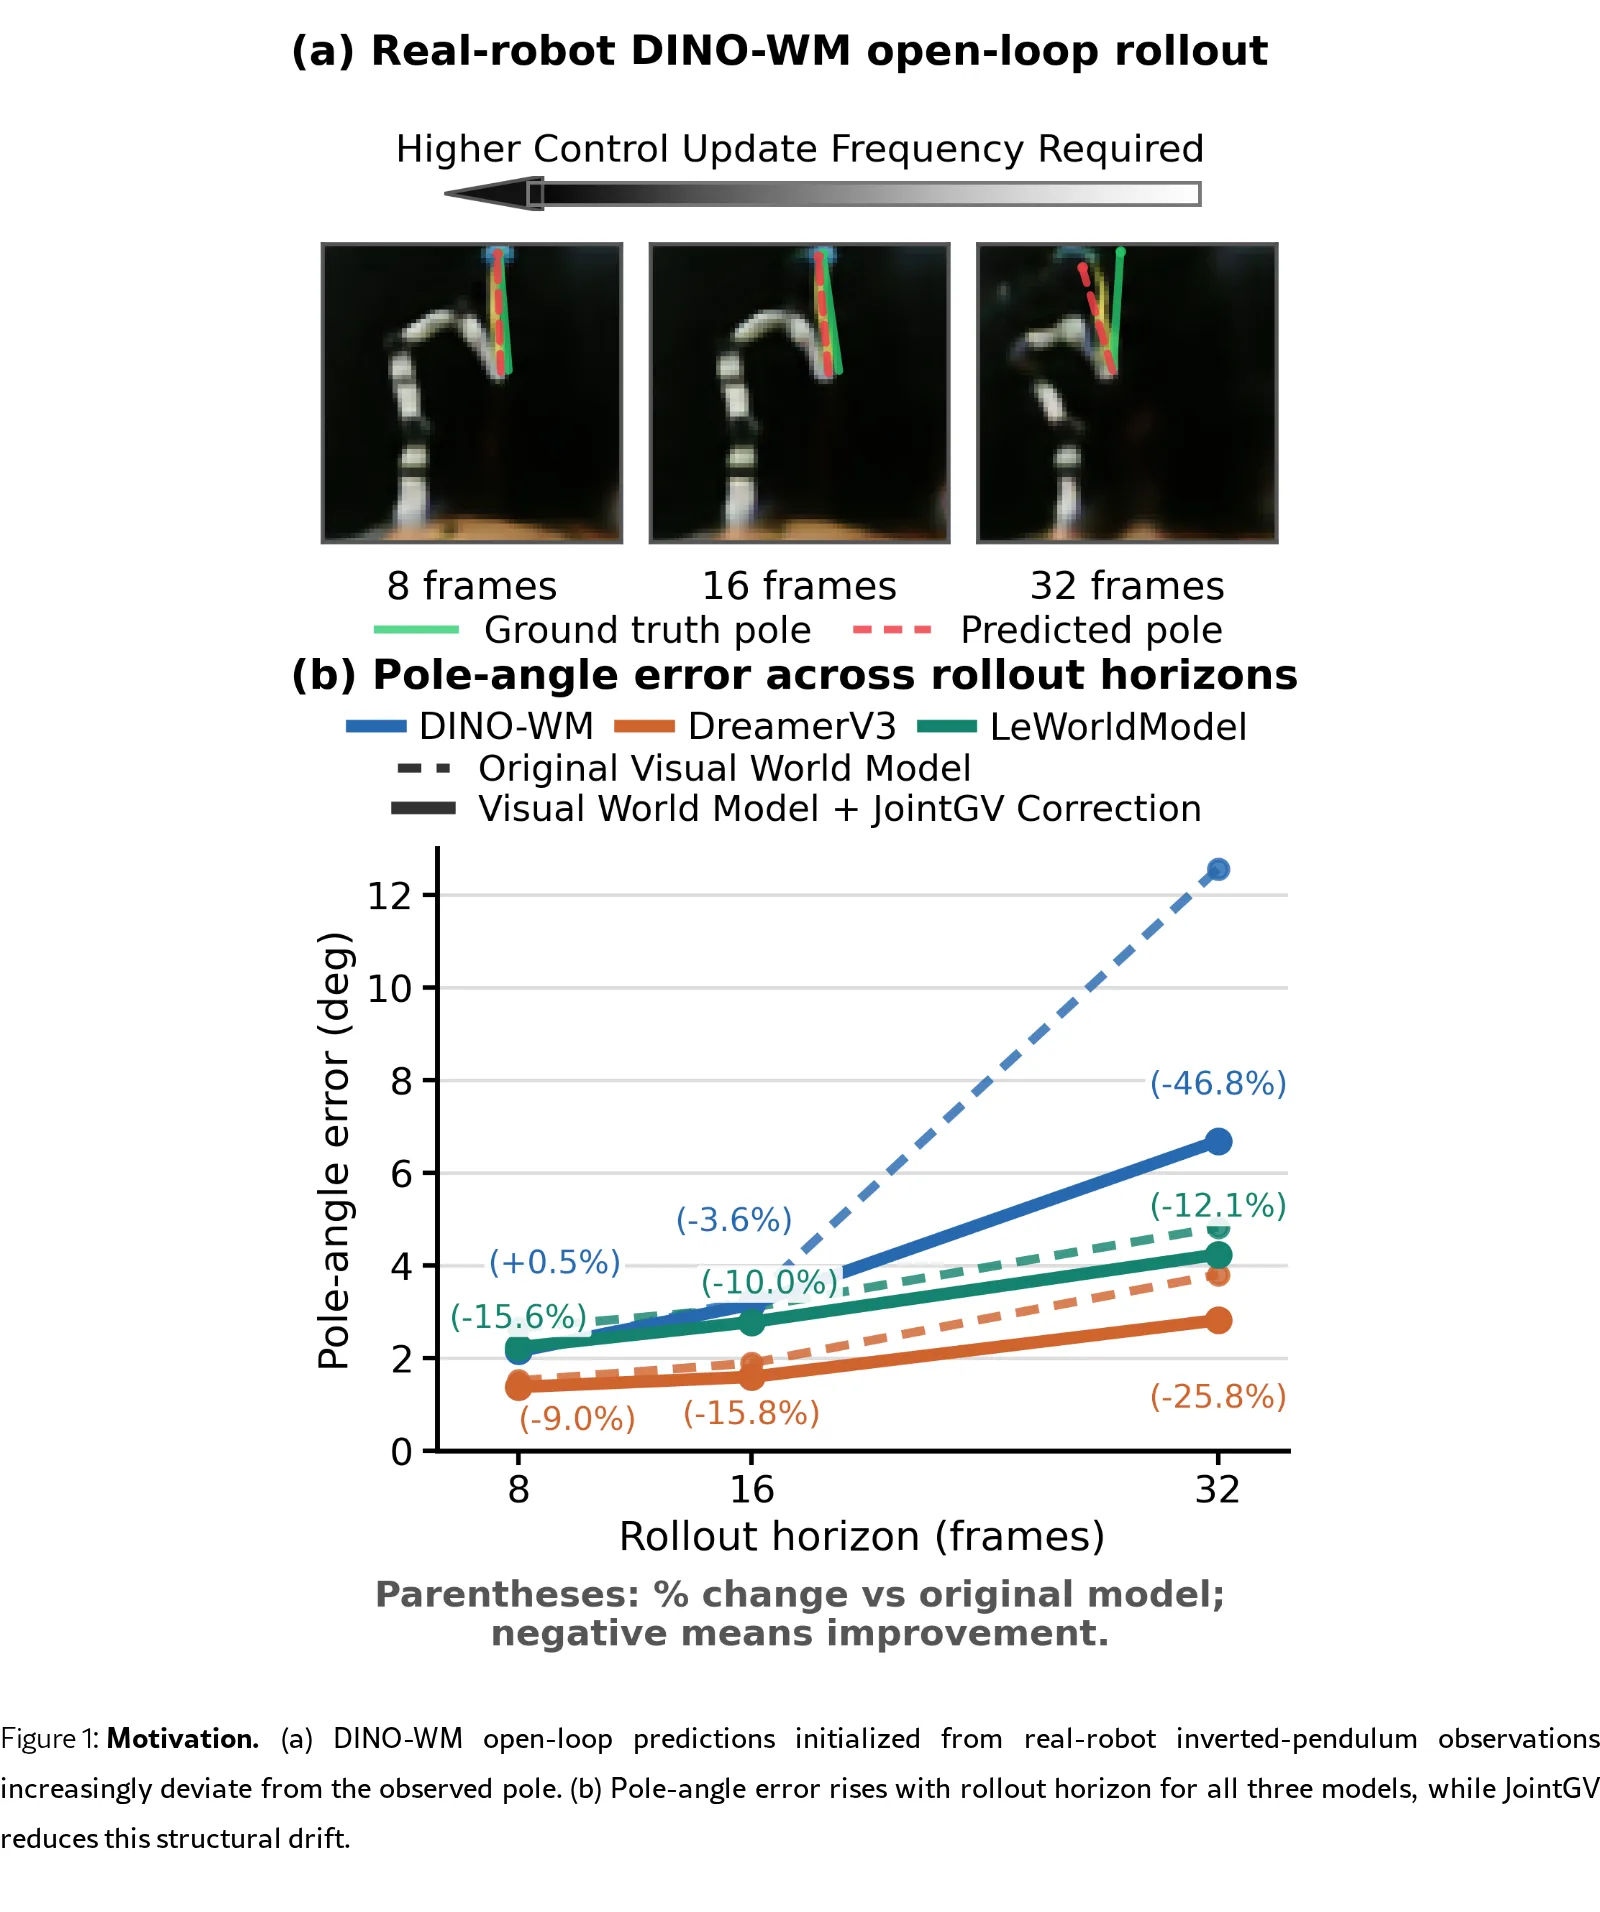 (a) Real-robot DINO-WM open-loop rollout
Higher Control Update Frequency Required
8 frames 16 frames 32 frames
Ground truth pole Predicted pole
(b) Pole-angle error across rollout horizons
DINO-WM DreamerV3 LeWorldModel
Original Visual World Model
Visual World Model + JointGV Correction
Pole-angle error (deg)
12
10
8
6
4
2
0
(-46.8%)
(-12.1%)
(-3.6%)
(+0.5%)
(-10.0%)
(-15.6%)
(-9.0%)
(-15.8%)
(-25.8%)
8 16 32
Rollout horizon (frames)
Parentheses: % change vs original model;
negative means improvement.
Figure 1: Motivation. (a) DINO-WM open-loop predictions initialized from real-robot inverted-pendulum observations
increasingly deviate from the observed pole. (b) Pole-angle error rises with rollout horizon for all three models, while JointGV
reduces this structural drift.